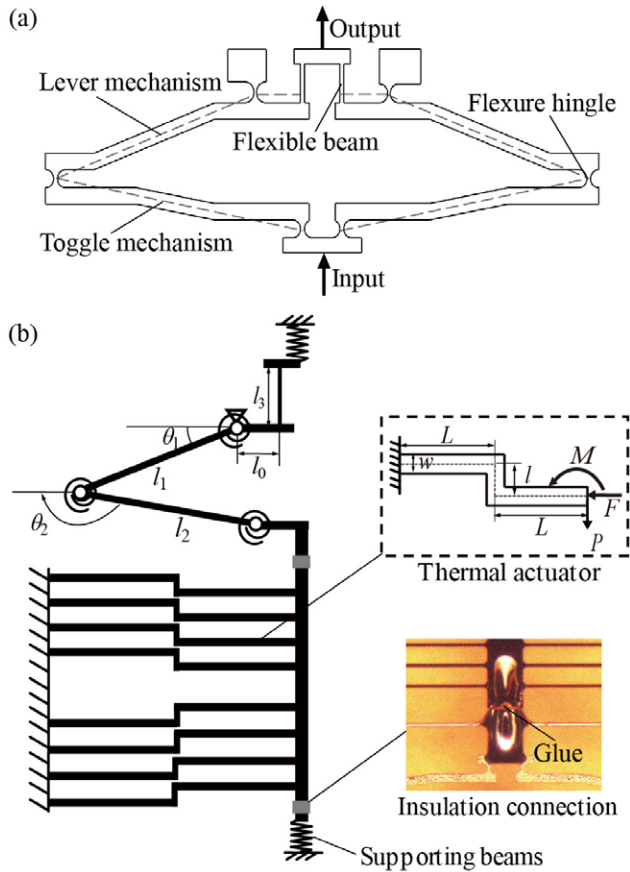 (a)
Output
Lever mechanism
Flexure hingle
Flexible beam
Toggle mechanism
Input
(b)
l3
θ1
l0
l1
θ2
l2
L
w
l
M
F
L
P
Thermal actuator
Glue
Insulation connection
Supporting beams